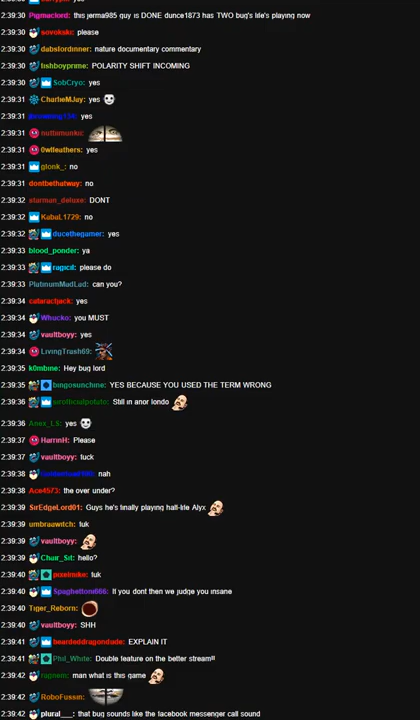 2:39:30 Pigmaclord: this jerma985 guy is DONE dunce1873 has TWO bug's life's playing now
2:39:30 sovokski: please
2:39:30 dabslordinner: nature documentary commentary
2:39:30 fishboyprime: POLARITY SHIFT INCOMING
2:39:30 SobCryo: yes
2:39:31 CharlieMJay: yes
2:39:31 yes
2:39:31 nuttinmunkie:
2:39:31 0wlfeathers: yes
2:39:31 glonk_: no
2:39:31 dontbethatway: no
2:39:32 starman_deluxe: DONT
2:39:32 KabaL1729: no
2:39:32 ducethegamer: yes
2:39:33 blood_ponder: ya
2:39:33 ragicit: please do
2:39:33 PlatinumMadLad: can you?
2:39:34 cataractjack: yes
2:39:34 Whucko: you MUST
2:39:34 vaultboyy: yes
2:39:34 LivingTrash69:
2:39:35 k0mbine: Hey bug lord
2:39:35 bingosunchine: YES BECAUSE YOU USED THE TERM WRONG
2:39:36 Still in anor londo
2:39:36 Anex_LS: yes
2:39:37 HarrinH: Please
2:39:37 vaultboyy: tuck
2:39:38 nah
2:39:38 Ace4573: the over under?
2:39:39 SirEdgeLord01: Guys he's finally playing half-life Alyx
2:39:39 umbrauwitch: tuk
2:39:39 vaultboyy:
2:39:39 Chair_Sit: hello?
2:39:40 pixelmike: tuk
2:39:40 Spaghettoni666: If you dont then we judge you insane
2:39:40 Tiger_Reborn:
2:39:40 vaultboyy: SHH
2:39:41 beardeddragondude: EXPLAIN IT
2:39:41 Phil_White: Double feature on the better stream!!
2:39:42 man what is this game
2:39:42 RoboFussin:
2:39:42 plural___: that bug sounds like the facebook messenger call sound